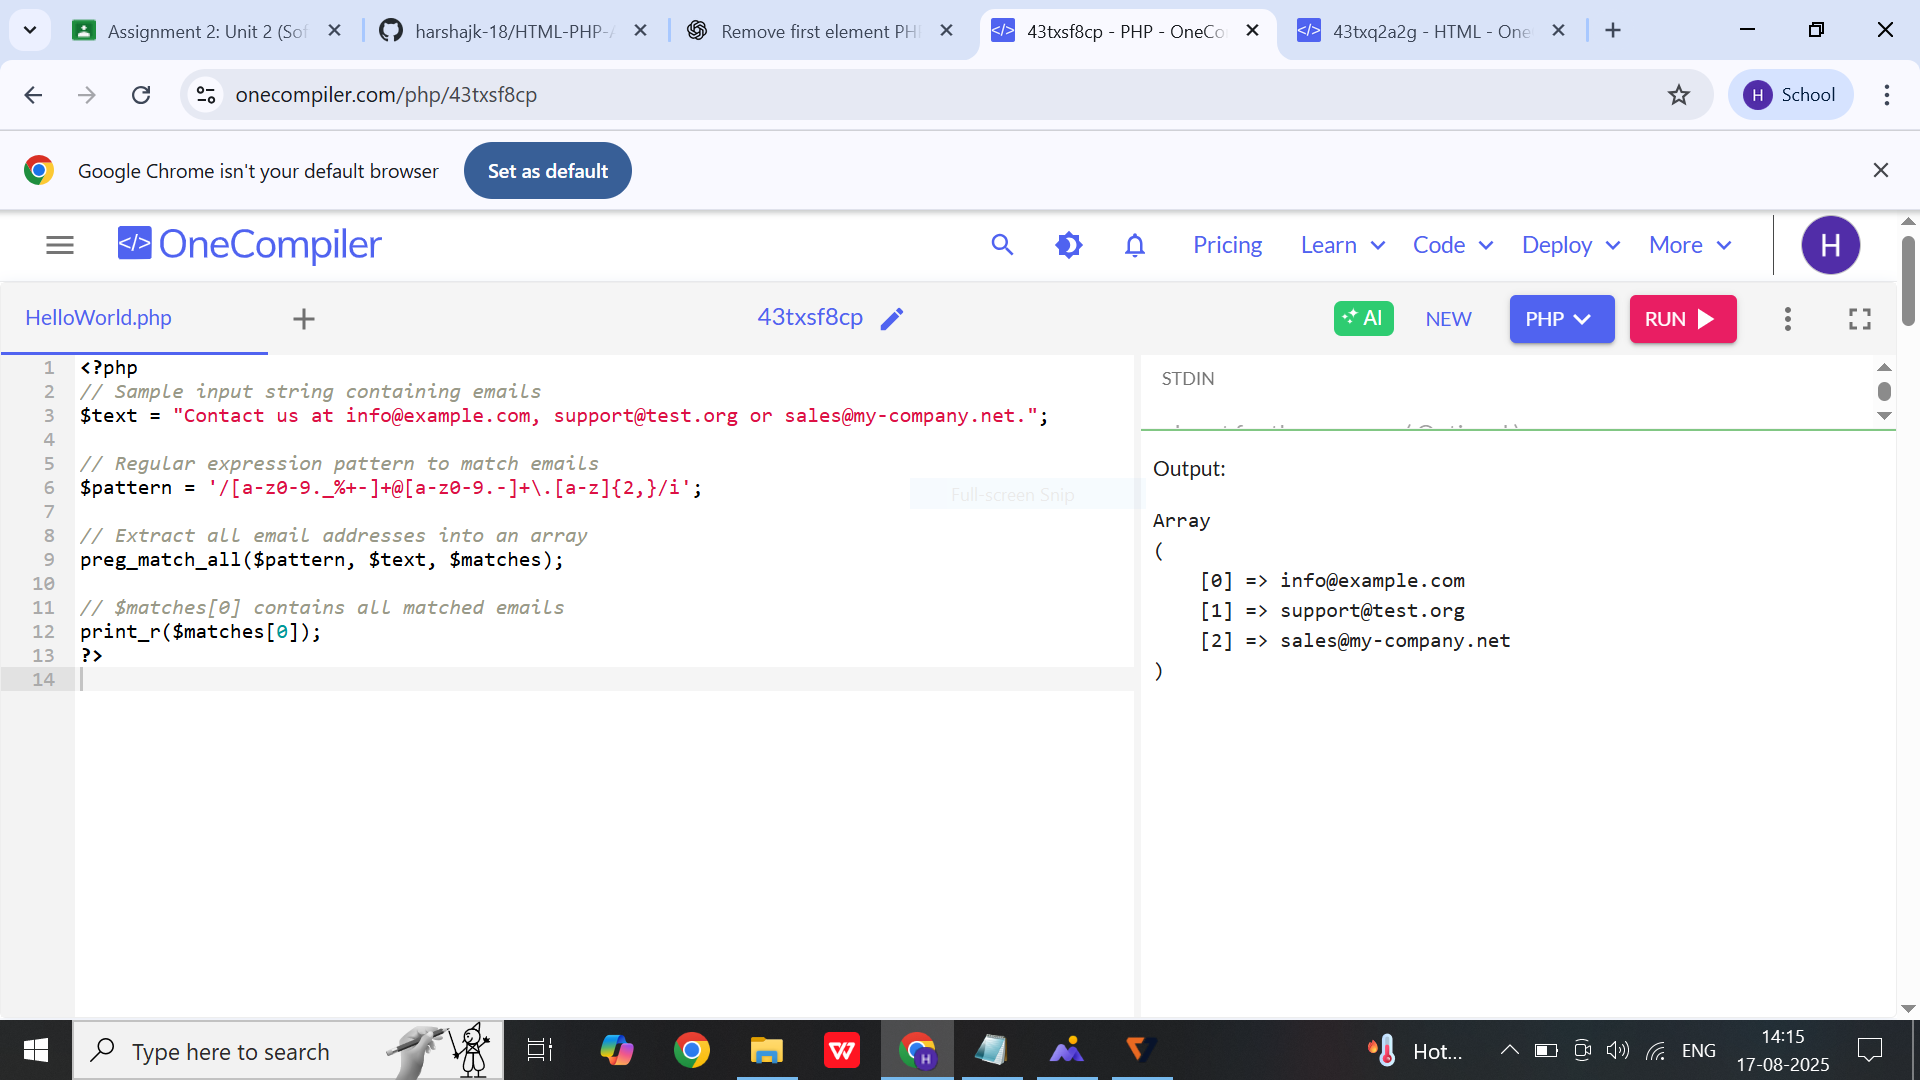 Assignment 2: Unit 2 (Sof
harshajk-18/HTML-PHP-A
Remove first element PH
43txsf8cp - PHP - OneCo
43txq2a2g - HTML - One
onecompiler.com/php/43txsf8cp
H School
Google Chrome isn't your default browser
Set as default
</> OneCompiler
Pricing
Learn
Code
Deploy
More
H
HelloWorld.php
43txsf8cp
AI
NEW
PHP
RUN
1 <?php
2 // Sample input string containing emails
3 $text = "Contact us at info@example.com, support@test.org or sales@my-company.net.";
4
5 // Regular expression pattern to match emails
6 $pattern = '/[a-z0-9._%+-]+@[a-z0-9.-]+\.[a-z]{2,}/i';
7
8 // Extract all email addresses into an array
9 preg_match_all($pattern, $text, $matches);
10
11 // $matches[0] contains all matched emails
12 print_r($matches[0]);
13 ?>
14
Full-screen Snip
STDIN
Output:
Array
(
[0] => info@example.com
[1] => support@test.org
[2] => sales@my-company.net
)
Type here to search
Hot...
ENG
14:15
17-08-2025